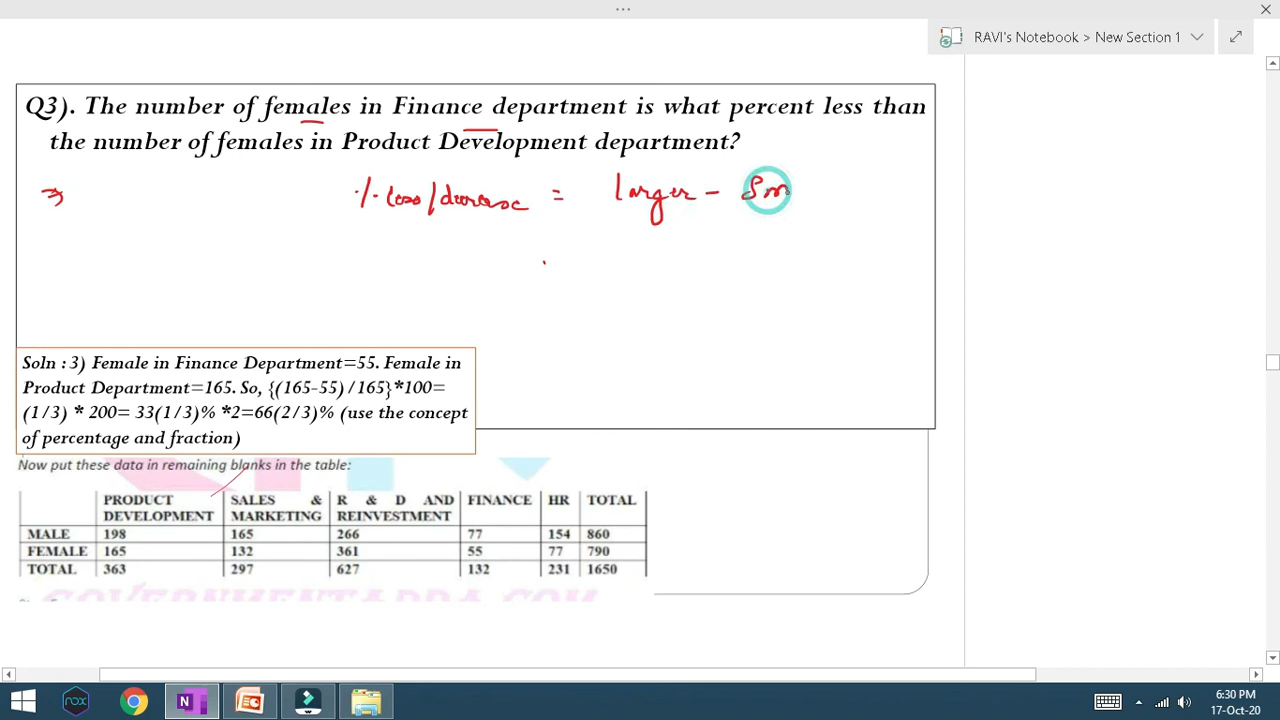 RAVI's Notebook > New Section 1
Q3). The number of females in Finance department is what percent less than
the number of females in Product Development department?
⇒ % less/decrease = larger - Sm
Soln : 3) Female in Finance Department=55. Female in
Product Department=165. So, {(165-55)/165}*100=
(1/3) * 200= 33(1/3)% *2=66(2/3)% (use the concept
of percentage and fraction)
Now put these data in remaining blanks in the table:
PRODUCT DEVELOPMENT SALES & MARKETING R & D AND REINVESTMENT FINANCE HR TOTAL
MALE 198 165 266 77 154 860
FEMALE 165 132 361 55 77 790
TOTAL 363 297 627 132 231 1650
6:30 PM
17-Oct-20